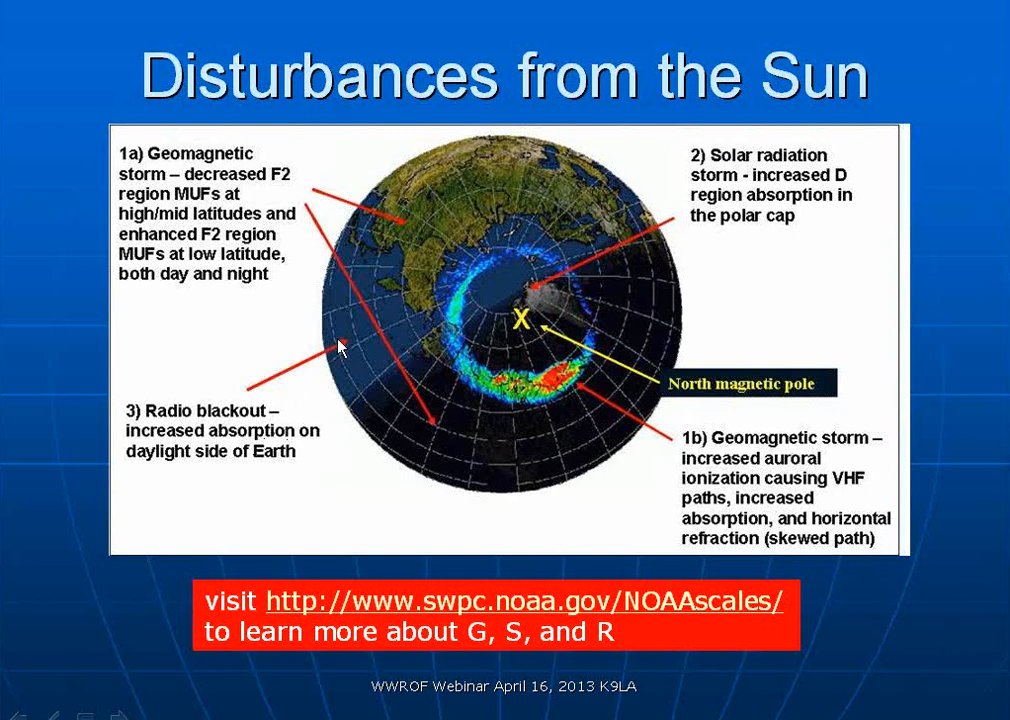 Disturbances from the Sun
1a) Geomagnetic
storm – decreased F2
region MUFs at
high/mid latitudes and
enhanced F2 region
MUFs at low latitude,
both day and night
2) Solar radiation
storm - increased D
region absorption in
the polar cap
X
North magnetic pole
3) Radio blackout –
increased absorption on
daylight side of Earth
1b) Geomagnetic storm –
increased auroral
ionization causing VHF
paths, increased
absorption, and horizontal
refraction (skewed path)
visit http://www.swpc.noaa.gov/NOAAscales/
to learn more about G, S, and R
WWROF Webinar April 16, 2013 K9LA